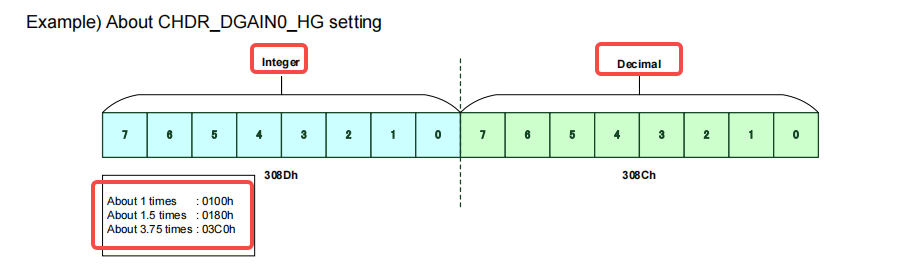 Example) About CHDR_DGAIN0_HG setting
Integer
Decimal
7 6 5 4 3 2 1 0 7 6 5 4 3 2 1 0
308Dh
308Ch
About 1 times : 0100h
About 1.5 times : 0180h
About 3.75 times : 03C0h